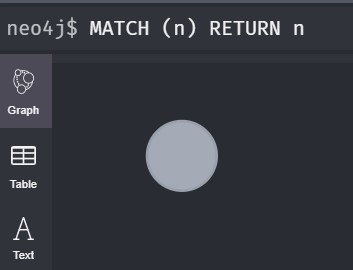 neo4j$ MATCH (n) RETURN n
Graph
Table
A
Text